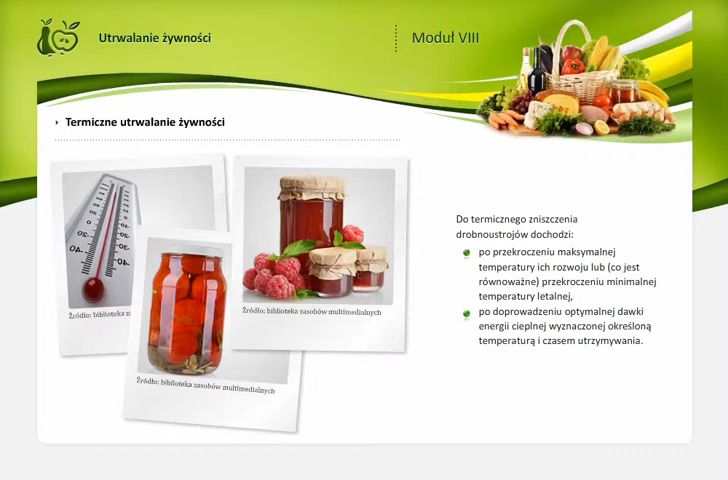 Utrwalanie żywności
Moduł VIII
Termiczne utrwalanie żywności
Źródło: biblioteka za
Źródło: biblioteka zasobów multimedialnych
Źródło: biblioteka zasobów multimedialnych
Do termicznego zniszczenia
drobnoustrojów dochodzi:
po przekroczeniu maksymalnej
temperatury ich rozwoju lub (co jest
równoważne) przekroczeniu minimalnej
temperatury letalnej,
po doprowadzeniu optymalnej dawki
energii cieplnej wyznaczonej określoną
temperaturą i czasem utrzymywania.